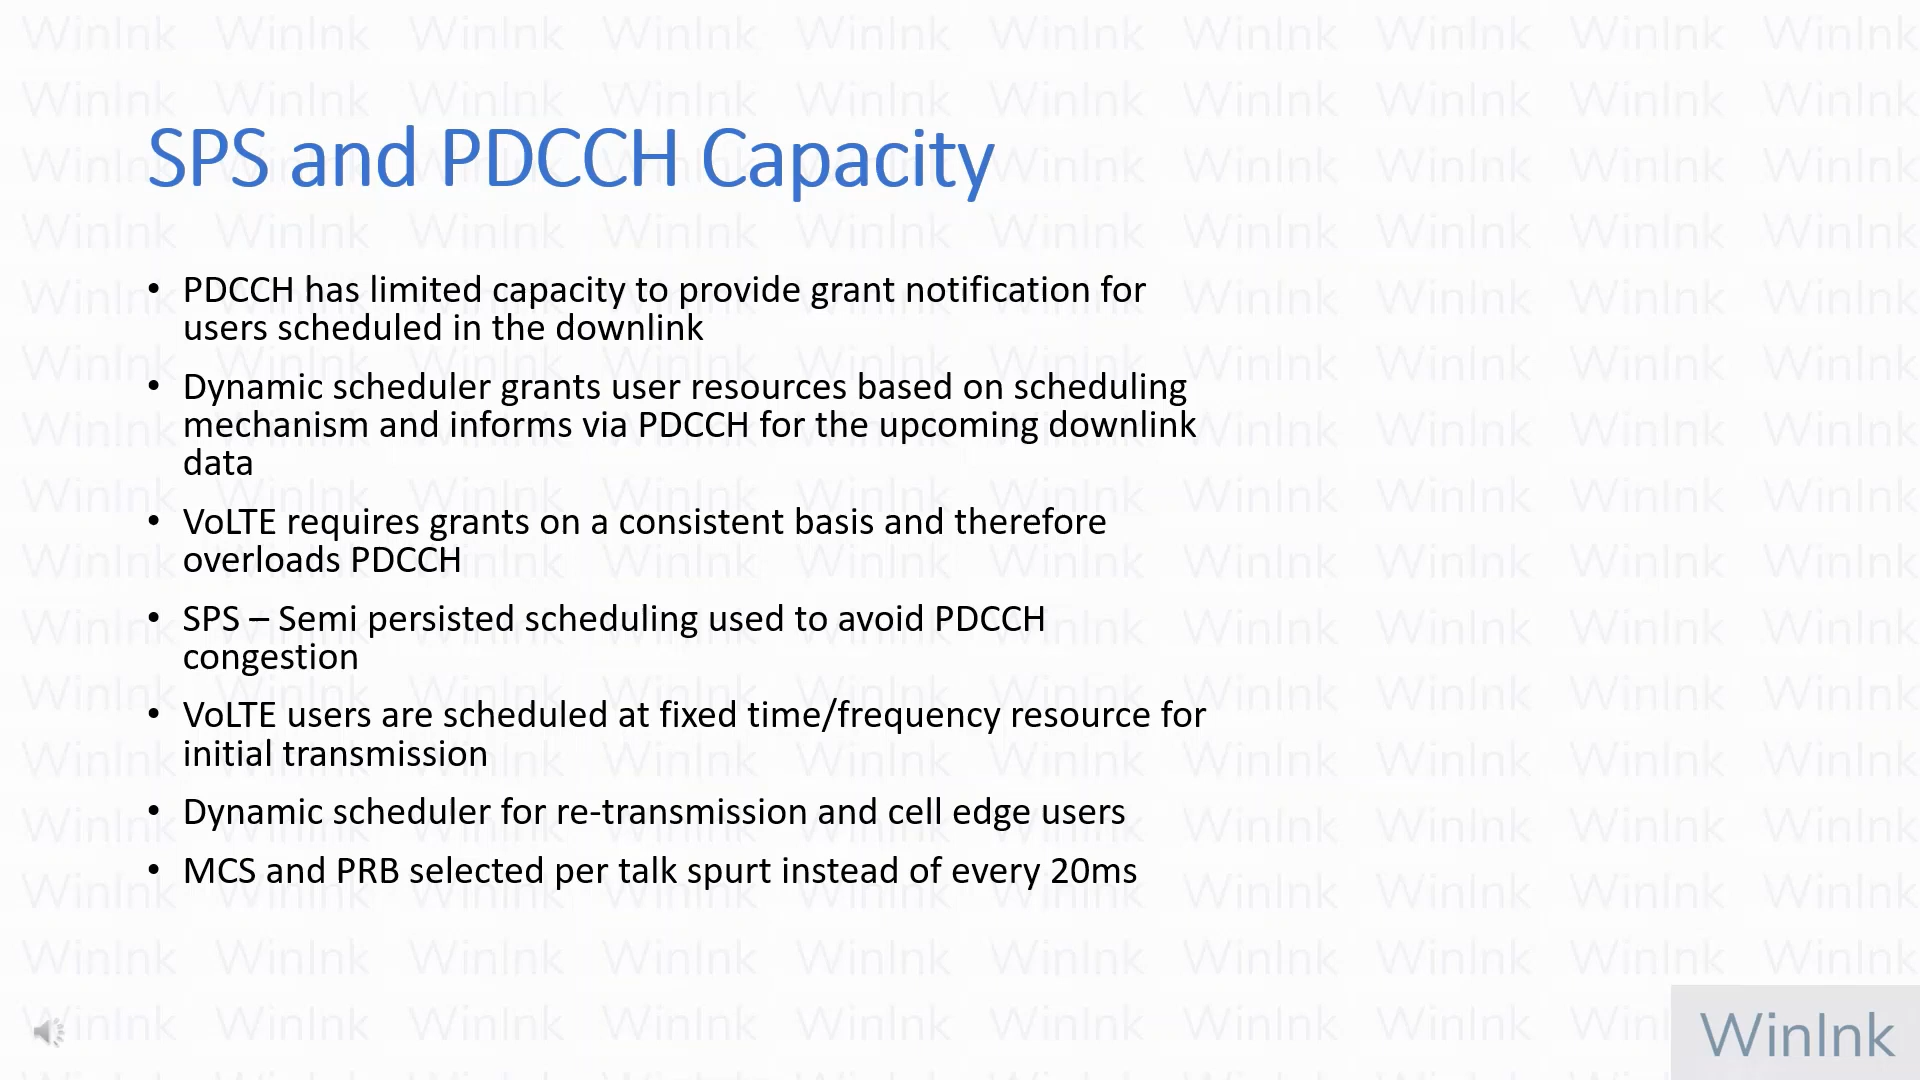 SPS and PDCCH Capacity
• PDCCH has limited capacity to provide grant notification for
users scheduled in the downlink
• Dynamic scheduler grants user resources based on scheduling
mechanism and informs via PDCCH for the upcoming downlink
data
• VoLTE requires grants on a consistent basis and therefore
overloads PDCCH
• SPS – Semi persisted scheduling used to avoid PDCCH
congestion
• VoLTE users are scheduled at fixed time/frequency resource for
initial transmission
• Dynamic scheduler for re-transmission and cell edge users
• MCS and PRB selected per talk spurt instead of every 20ms
WinInk